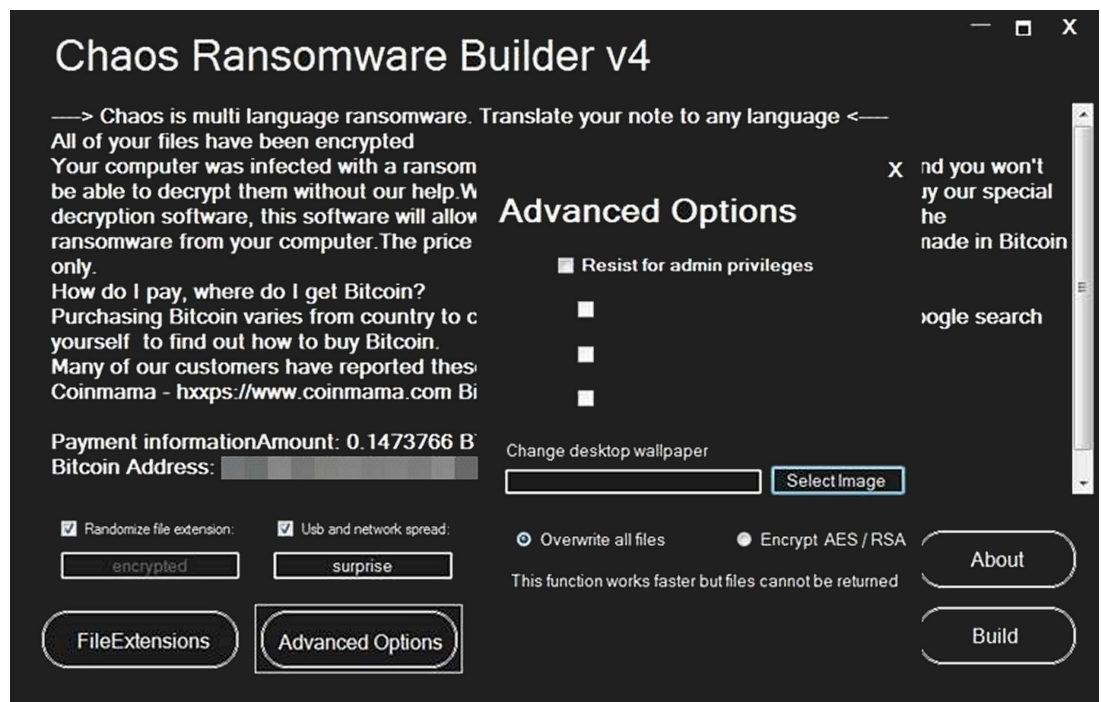 Chaos Ransomware Builder v4
----> Chaos is multi language ransomware. Translate your note to any language <----
All of your files have been encrypted
Your computer was infected with a ransom nd you won't
be able to decrypt them without our help. our special
decryption software, this software will allow he
ransomware from your computer.The price made in Bitcoin
only.
How do I pay, where do I get Bitcoin?
Purchasing Bitcoin varies from country to search
yourself to find out how to buy Bitcoin.
Many of our customers have reported
Coinmama - hxxps://www.coinmama.com
Payment informationAmount: 0.1473766
Bitcoin Address:
X
Advanced Options
Resist for admin privileges
Change desktop wallpaper
Select Image
Overwrite all files
Encrypt AES / RSA
This function works faster but files cannot be returned
Randomize file extension:
encrypted
Usb and network spread:
surprise
FileExtensions
Advanced Options
About
Build